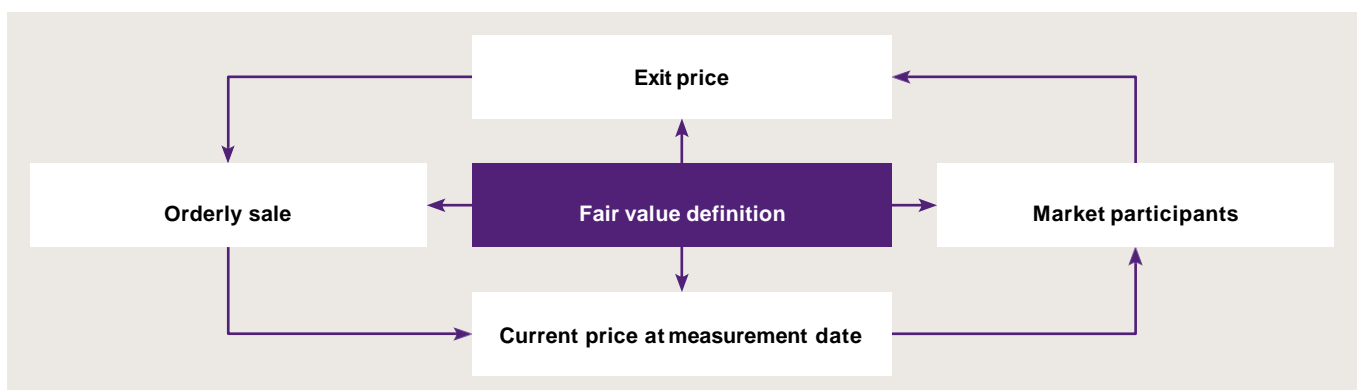 Exit price
Orderly sale
Fair value definition
Market participants
Current price at measurement date